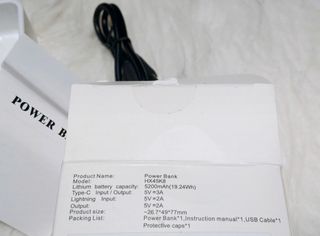 POWER BA
Product Name: Power Bank
Model: HX45K8
Lithium battery capacity: 5200mAh(19.24Wh)
Type-C Input / Output: 5V⎓3A
Lightning Input: 5V⎓2A
Output: 5V⎓2A
Product size: ~26.7*49*77mm
Packing List: Power Bank*1,Instruction manual*1,USB Cable*1
Protective caps*1